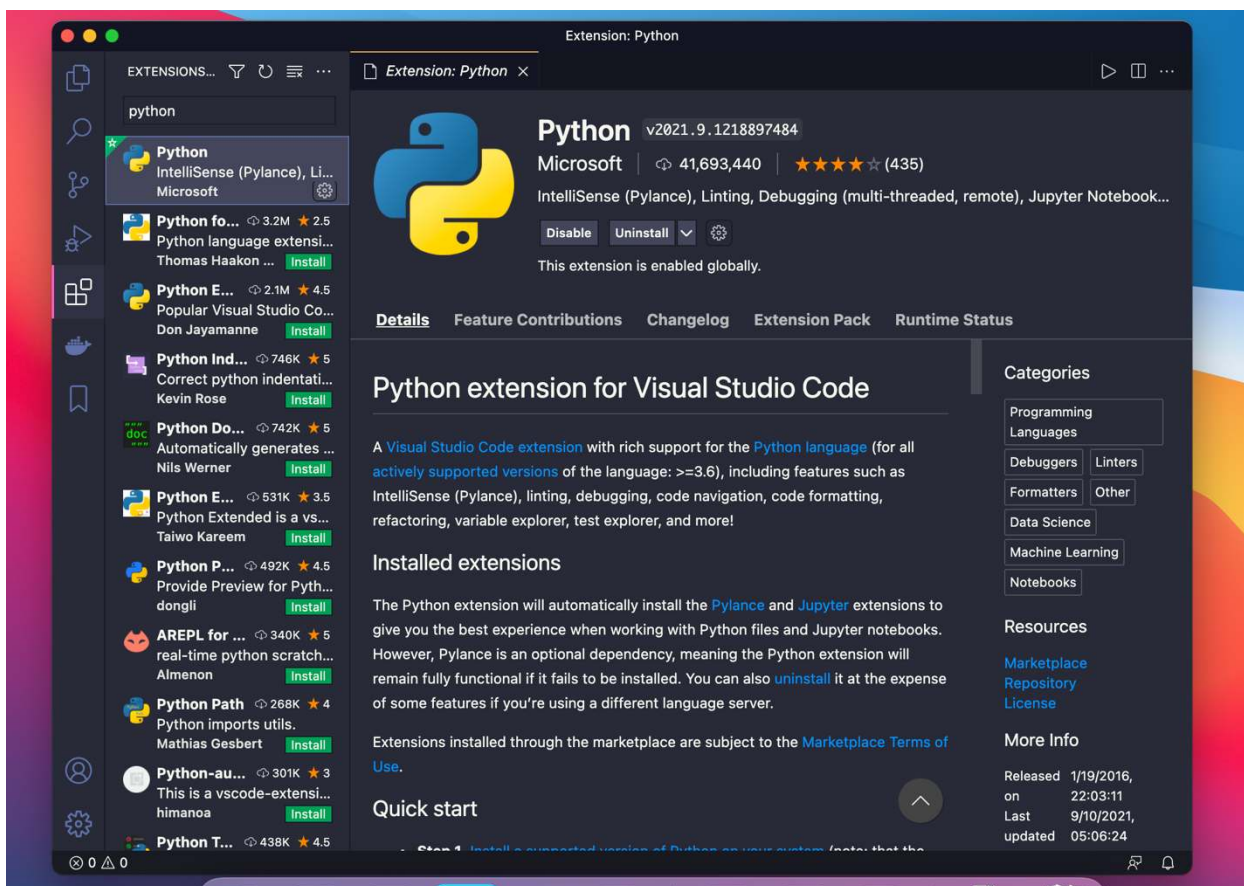 Extension: Python
EXTENSIONS...
python
Python
IntelliSense (Pylance), Li...
Microsoft
Python fo... 3.2M ★ 2.5
Python language extensi...
Thomas Haakon ... Install
Python E... 2.1M ★ 4.5
Popular Visual Studio Co...
Don Jayamanne Install
Python Ind... 746K ★ 5
Correct python indentati...
Kevin Rose Install
doc
Python Do... 742K ★ 5
Automatically generates ...
Nils Werner Install
Python E... 531K ★ 3.5
Python Extended is a vs...
Taiwo Kareem Install
Python P... 492K ★ 4.5
Provide Preview for Pyth...
dongli Install
AREPL for ... 340K ★ 5
real-time python scratch...
Almenon Install
Python Path 268K ★ 4
Python imports utils.
Mathias Gesbert Install
Python-au... 301K ★ 3
This is a vscode-extensi...
himanoa Install
Python T... 438K ★ 4.5
Extension: Python
Python v2021.9.1218897484
Microsoft 41,693,440 ★★★★☆ (435)
IntelliSense (Pylance), Linting, Debugging (multi-threaded, remote), Jupyter Notebook...
Disable Uninstall
This extension is enabled globally.
Details Feature Contributions Changelog Extension Pack Runtime Status
Python extension for Visual Studio Code
A Visual Studio Code extension with rich support for the Python language (for all
actively supported versions of the language: >=3.6), including features such as
IntelliSense (Pylance), linting, debugging, code navigation, code formatting,
refactoring, variable explorer, test explorer, and more!
Installed extensions
The Python extension will automatically install the Pylance and Jupyter extensions to
give you the best experience when working with Python files and Jupyter notebooks.
However, Pylance is an optional dependency, meaning the Python extension will
remain fully functional if it fails to be installed. You can also uninstall it at the expense
of some features if you're using a different language server.
Extensions installed through the marketplace are subject to the Marketplace Terms of
Use.
Quick start
Step 1. Install a supported version of Python on your system (note: that the
Categories
Programming
Languages
Debuggers Linters
Formatters Other
Data Science
Machine Learning
Notebooks
Resources
Marketplace
Repository
License
More Info
Released 1/19/2016,
on 22:03:11
Last 9/10/2021,
updated 05:06:24
0 0